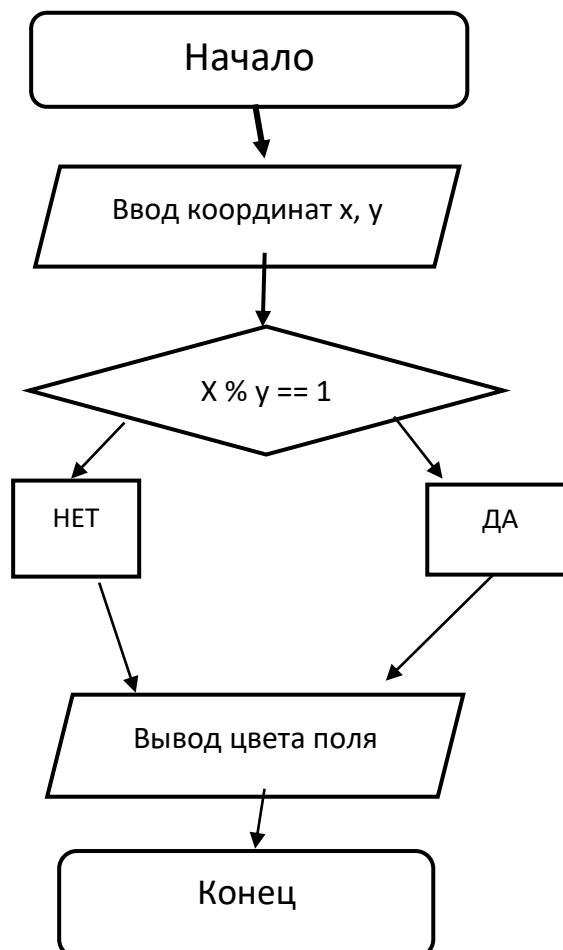 Начало
Ввод координат x, y
X % y == 1
НЕТ
ДА
Вывод цвета поля
Конец